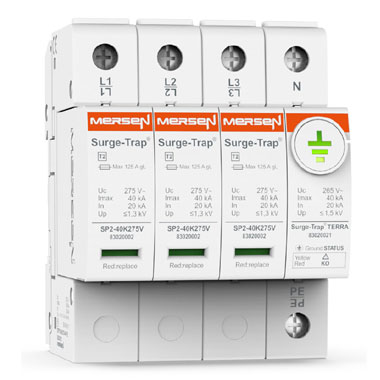 L1 L2 L3 N
L1 L2 L3
MERSEN MERSEN MERSEN
Surge-Trap® Surge-Trap® Surge-Trap®
T2 T2 T2
Max 125 A gL Max 125 A gL Max 125 A gL
Uc 275 V~ Uc 275 V~ Uc 275 V~ Uc 265 V~
Imax 40 kA Imax 40 kA Imax 40 kA Imax 40 kA
In 20 kA In 20 kA In 20 kA In 20 kA
Up ≤1,3 kV Up ≤1,3 kV Up ≤1,3 kV Up ≤1,5 kV
SP2-40K275V SP2-40K275V SP2-40K275V Surge-Trap® TERRA
83020002 83020002 83020002 83020021
Ground STATUS
Red:replace Red:replace Red:replace
Yellow
Red KO
PE
PE